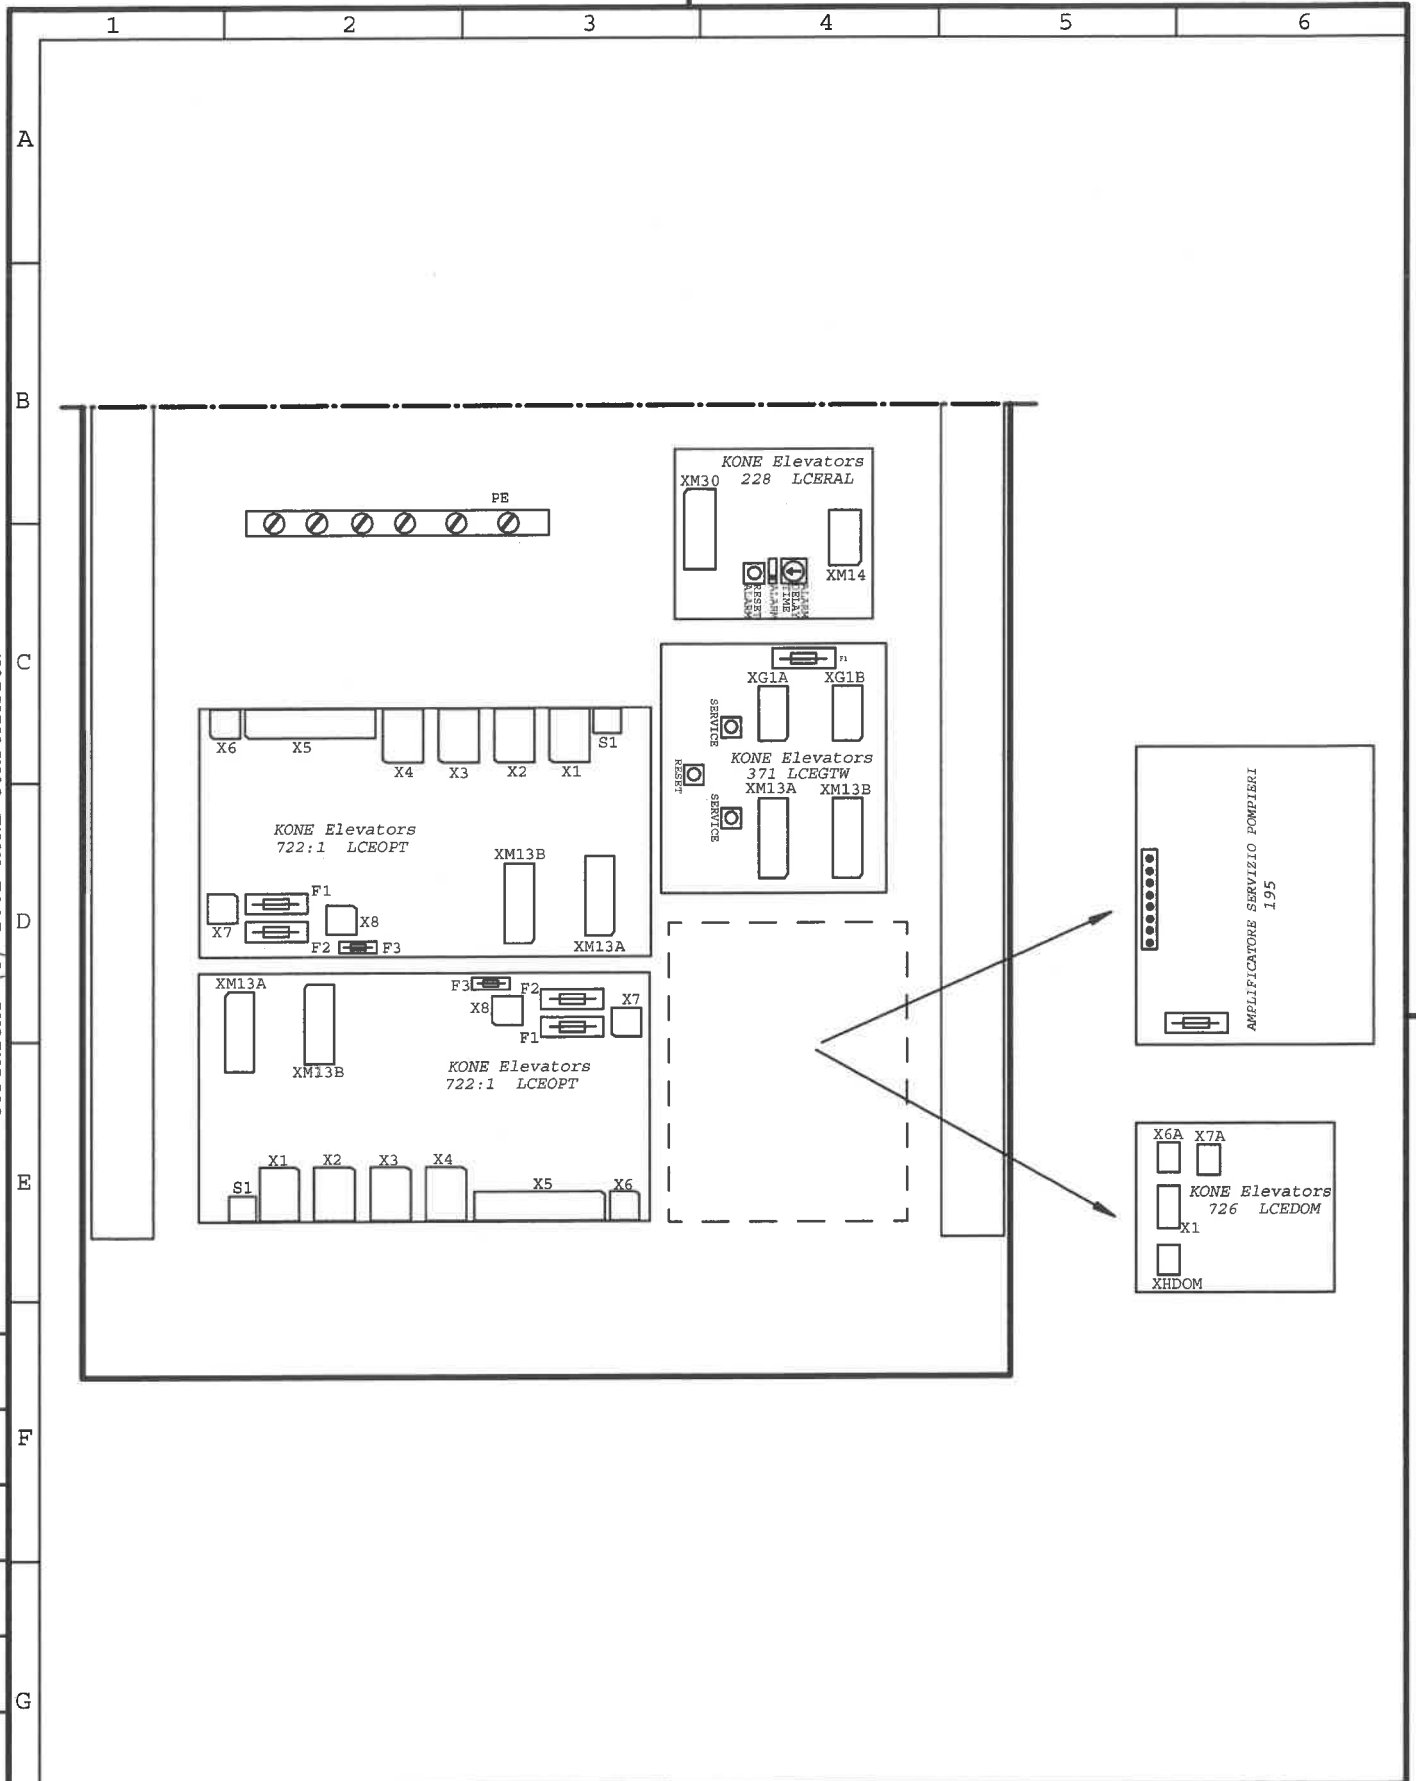 1 2 3 4 5 6
A
B
C
D
E
F
G
PE
KONE Elevators
228 LCERAL
XM30
XM14
ALARM
RESET
ALARM
TIME
DELAY
ALARM
F1
XG1A XG1B
SERVICE
KONE Elevators
371 LCEGTW
RESET
XM13A XM13B
SERVICE
X6 X5 X4 X3 X2 X1 S1
KONE Elevators
722:1 LCEOPT
XM13B
F1
X7 X8
F2 F3
XM13A
XM13A
F3 F2 X7
X8
F1
XM13B
KONE Elevators
722:1 LCEOPT
S1 X1 X2 X3 X4 X5 X6
AMPLIFICATORE SERVIZIO POMPIERI
195
X6A X7A
KONE Elevators
726 LCEDOM
X1
XHDOM